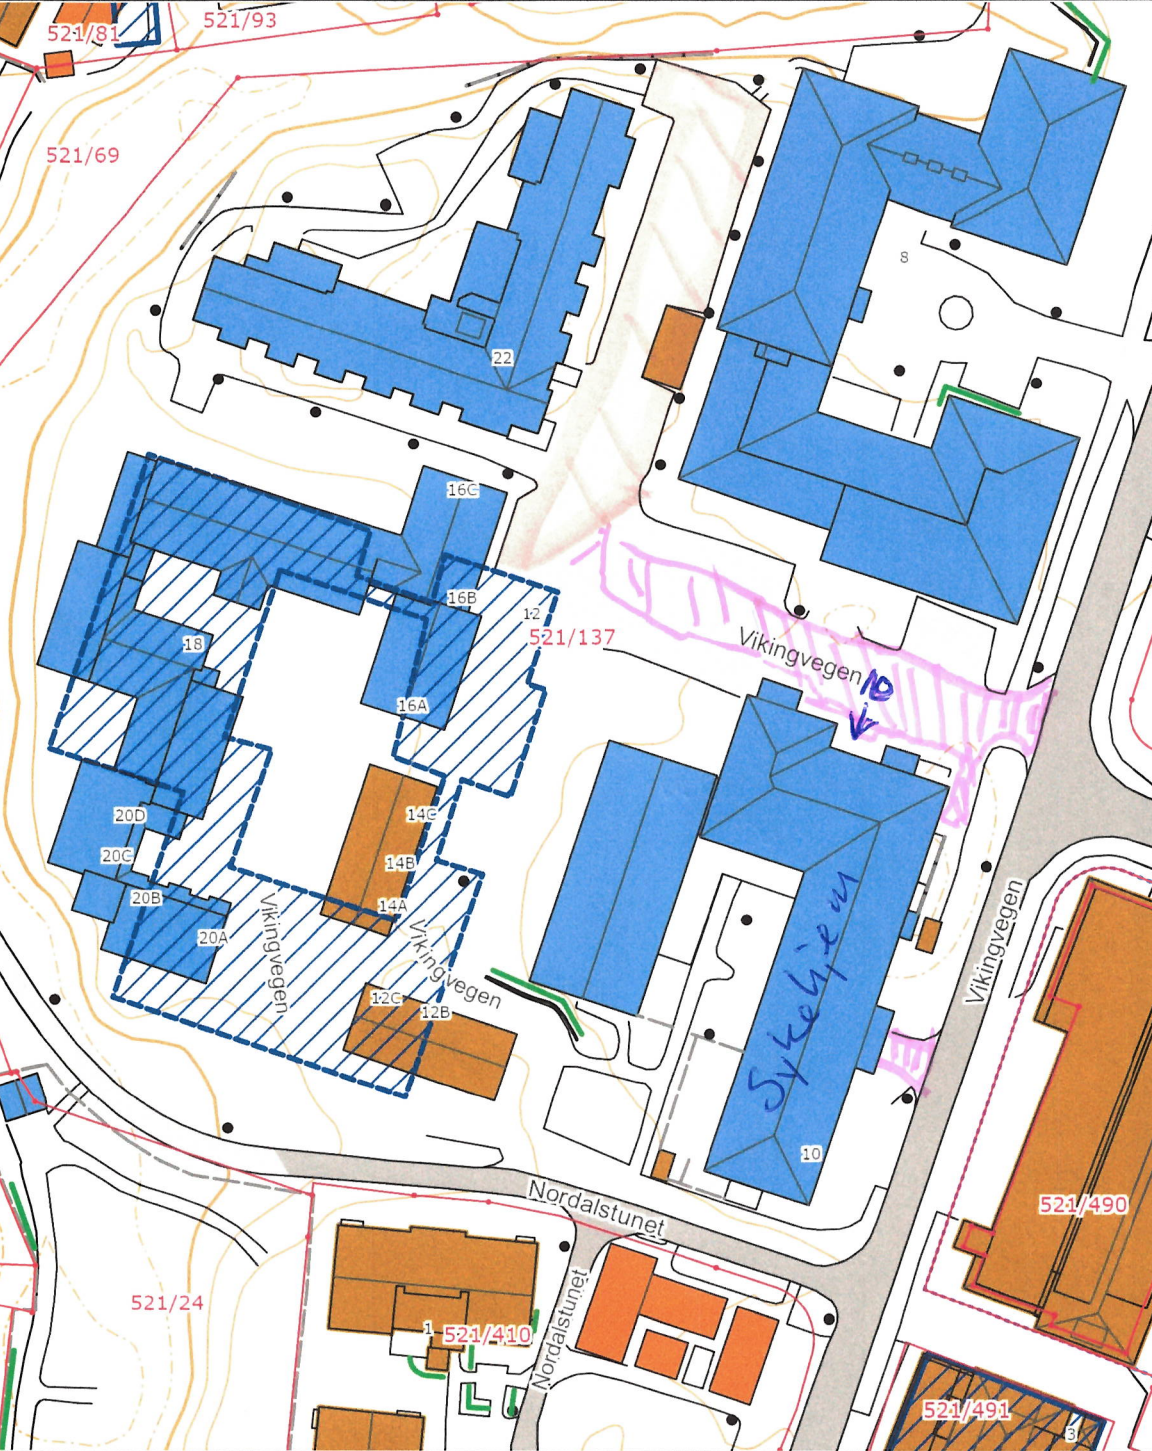 521/81
521/93
521/69
8
22
16C
16B
12
521/137
18
Vikingvegen
10
16A
20D
14C
20C
14B
20B
14A
20A
Vikingvegen
Vikingvegen
Vikingvegen
12C
12B
Sykehjem
10
Nordalstunet
521/490
521/24
1
521/410
Nordalstunet
521/491
3